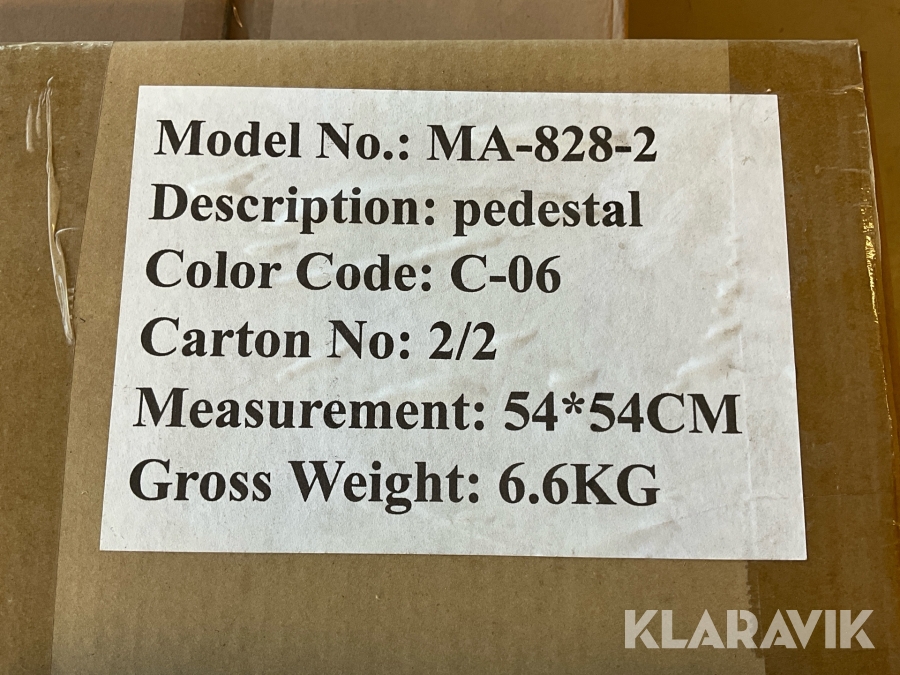 Model No.: MA-828-2
Description: pedestal
Color Code: C-06
Carton No: 2/2
Measurement: 54*54CM
Gross Weight: 6.6KG
KLARAVIK